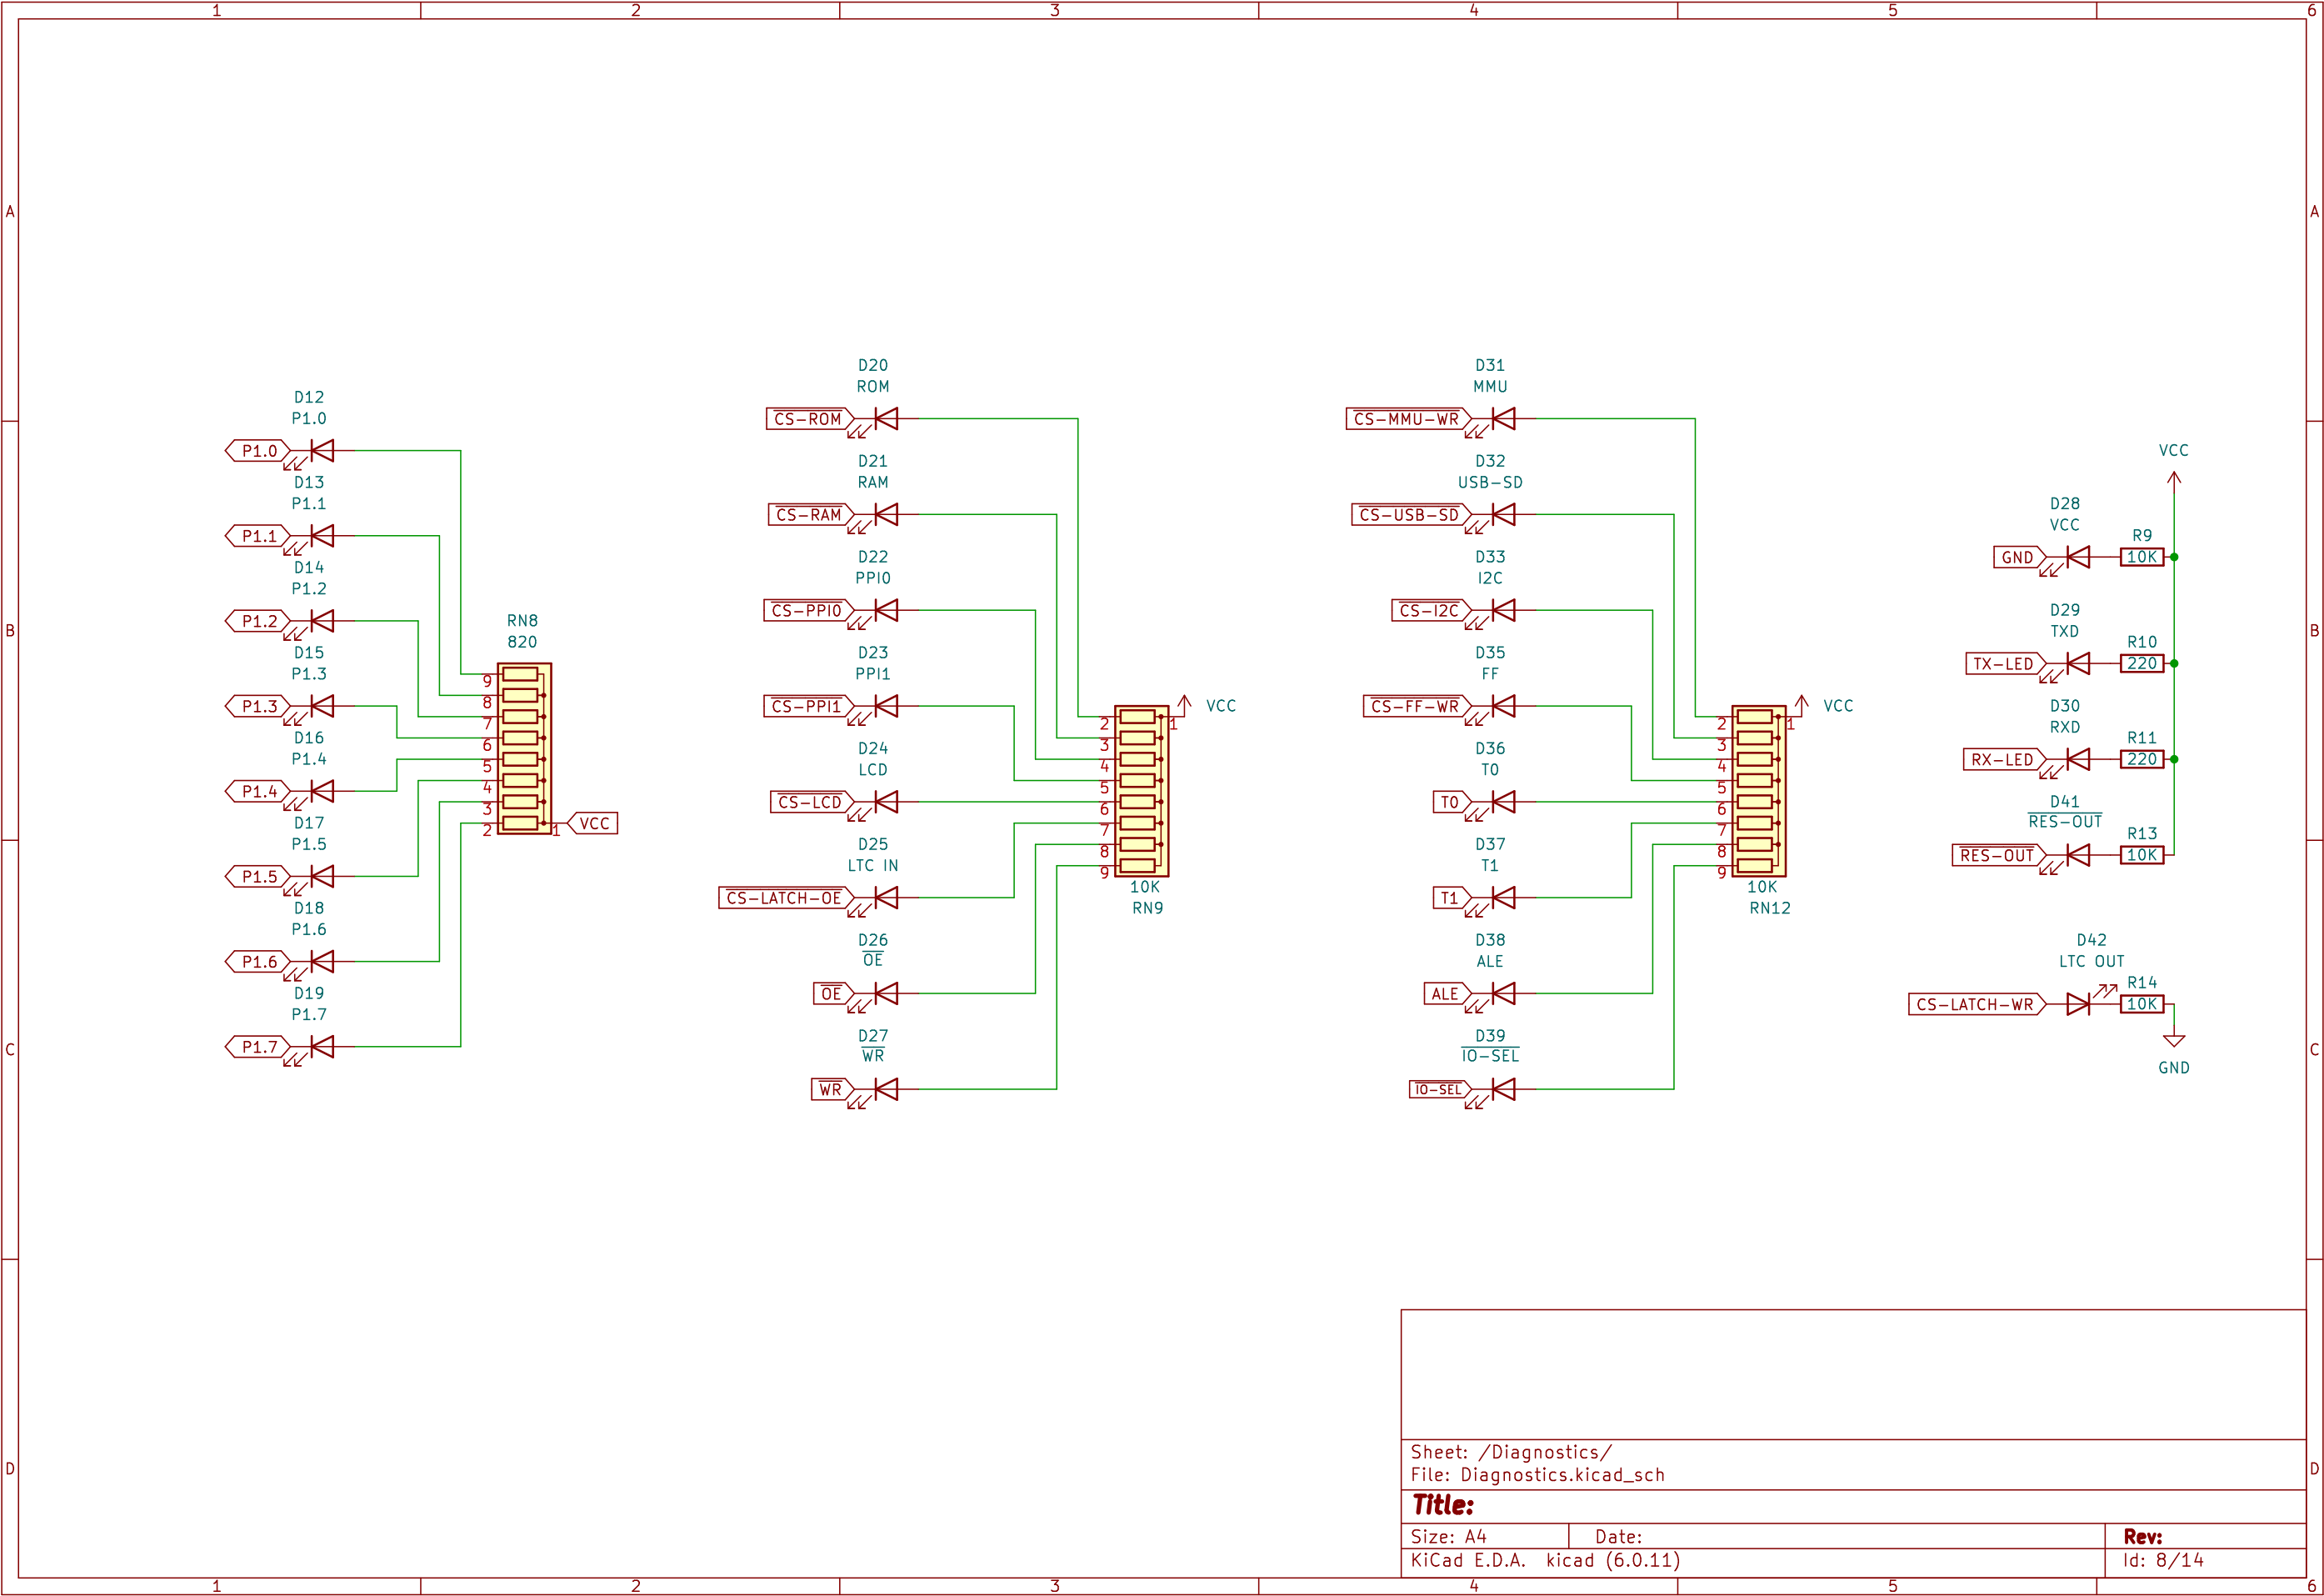 1 2 3 4 5 6
A A
B B
C C
D D
D12
P1.0
P1.0
D13
P1.1
P1.1
D14
P1.2
P1.2
D15
P1.3
P1.3
D16
P1.4
P1.4
D17
P1.5
P1.5
D18
P1.6
P1.6
D19
P1.7
P1.7
RN8
820
9
8
7
6
5
4
3
2 1
VCC
D20
ROM
CS-ROM
D21
RAM
CS-RAM
D22
PPI0
CS-PPI0
D23
PPI1
CS-PPI1
D24
LCD
CS-LCD
D25
LTC IN
CS-LATCH-OE
D26
OE
OE
D27
WR
WR
VCC
2 1
3
4
5
6
7
8
9
10K
RN9
D31
MMU
CS-MMU-WR
D32
USB-SD
CS-USB-SD
D33
I2C
CS-I2C
D35
FF
CS-FF-WR
D36
T0
T0
D37
T1
T1
D38
ALE
ALE
D39
IO-SEL
IO-SEL
VCC
2 1
3
4
5
6
7
8
9
10K
RN12
VCC
D28
VCC
GND
R9
10K
D29
TXD
TX-LED
R10
220
D30
RXD
RX-LED
R11
220
D41
RES-OUT
RES-OUT
R13
10K
D42
LTC OUT
CS-LATCH-WR
R14
10K
GND
Sheet: /Diagnostics/
File: Diagnostics.kicad_sch
Title:
Size: A4 Date: Rev:
KiCad E.D.A. kicad (6.0.11) Id: 8/14
1 2 3 4 5 6